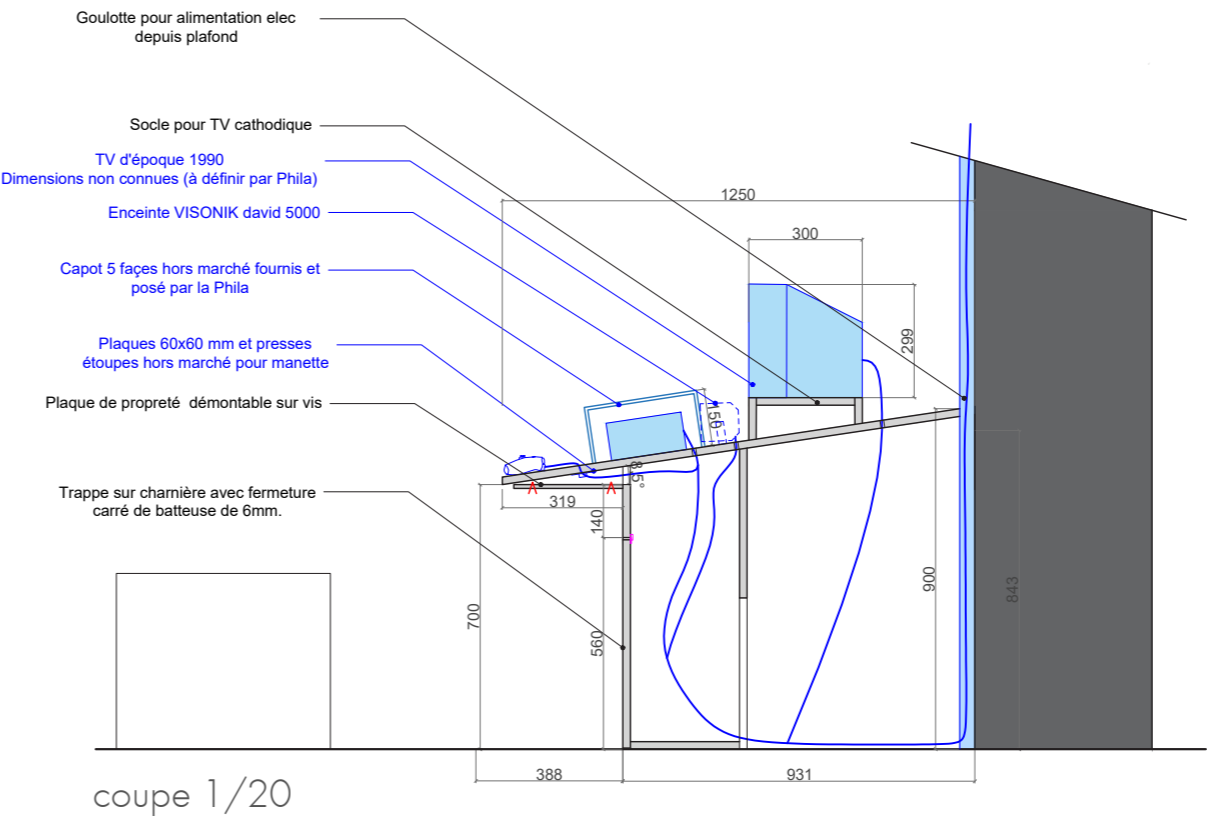 Goulotte pour alimentation elec
depuis plafond
Socle pour TV cathodique
TV d'époque 1990
Dimensions non connues (à définir par Phila)
Enceinte VISONIK david 5000
Capot 5 façes hors marché fournis et
posé par la Phila
Plaques 60x60 mm et presses
étoupes hors marché pour manette
Plaque de propreté démontable sur vis
Trappe sur charnière avec fermeture
carré de batteuse de 6mm.
1250
300
299
150
8,5°
319
140
700
560
900
843
388
931
coupe 1/20